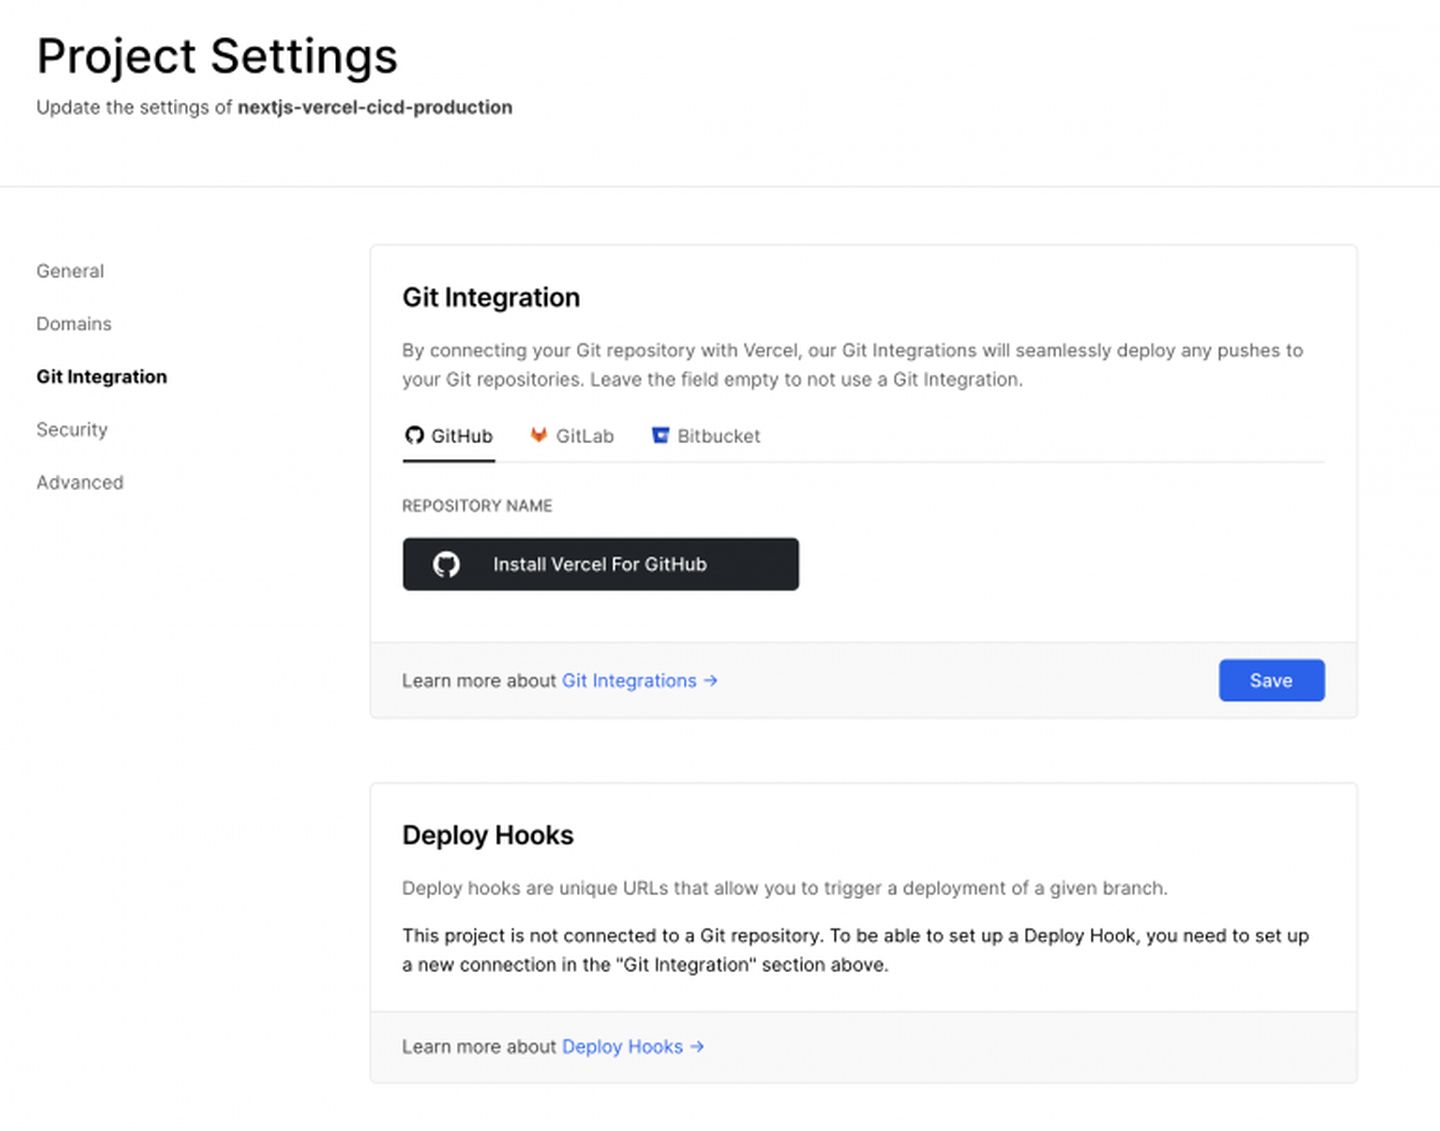 Project Settings
Update the settings of nextjs-vercel-cicd-production
General
Domains
Git Integration
Security
Advanced
Git Integration
By connecting your Git repository with Vercel, our Git Integrations will seamlessly deploy any pushes to
your Git repositories. Leave the field empty to not use a Git Integration.
GitHub GitLab Bitbucket
REPOSITORY NAME
Install Vercel For GitHub
Learn more about Git Integrations →
Save
Deploy Hooks
Deploy hooks are unique URLs that allow you to trigger a deployment of a given branch.
This project is not connected to a Git repository. To be able to set up a Deploy Hook, you need to set up
a new connection in the "Git Integration" section above.
Learn more about Deploy Hooks →